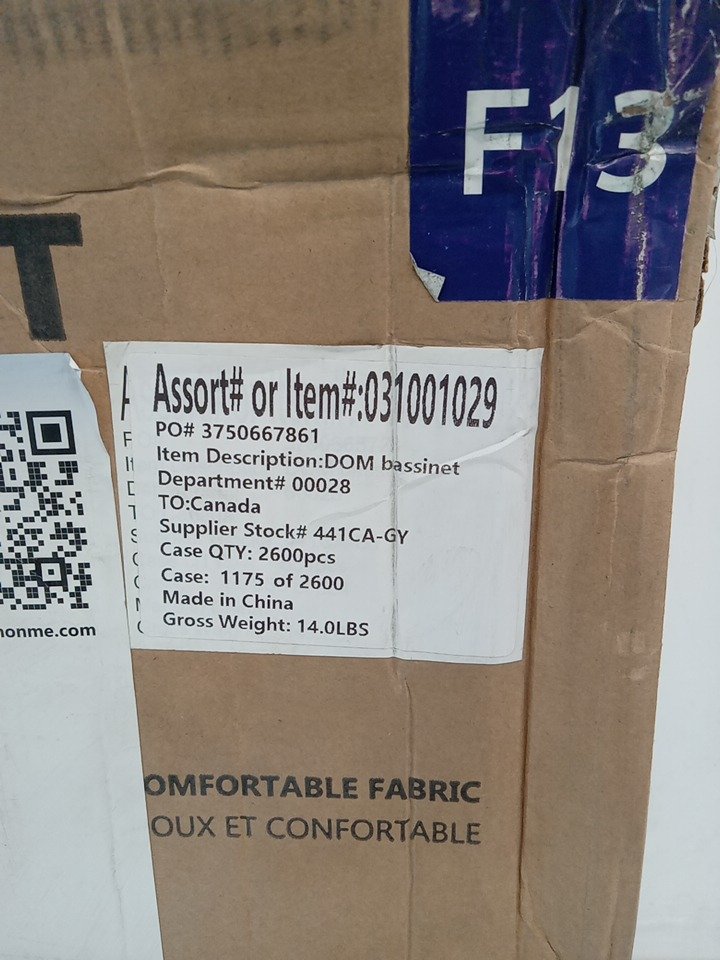 F13
T
Assort# or Item#:031001029
PO# 3750667861
Item Description:DOM bassinet
Department# 00028
TO:Canada
Supplier Stock# 441CA-GY
Case QTY: 2600pcs
Case: 1175 of 2600
Made in China
Gross Weight: 14.0LBS
onme.com
OMFORTABLE FABRIC
OUX ET CONFORTABLE